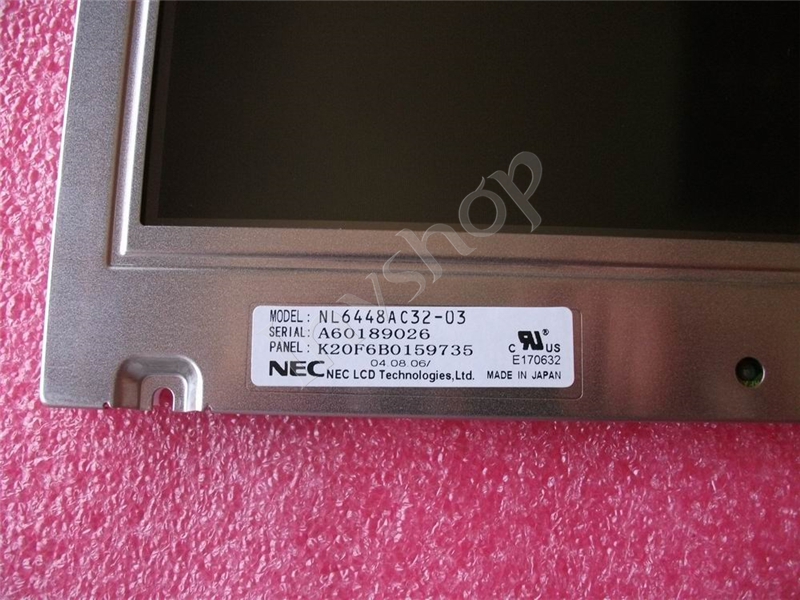 MODEL: NL6448AC32-03
SERIAL: A60189026
PANEL: K20F6B0159735
04.08.06/
NEC NEC LCD Technologies,Ltd.
c UR® US
E170632
MADE IN JAPAN